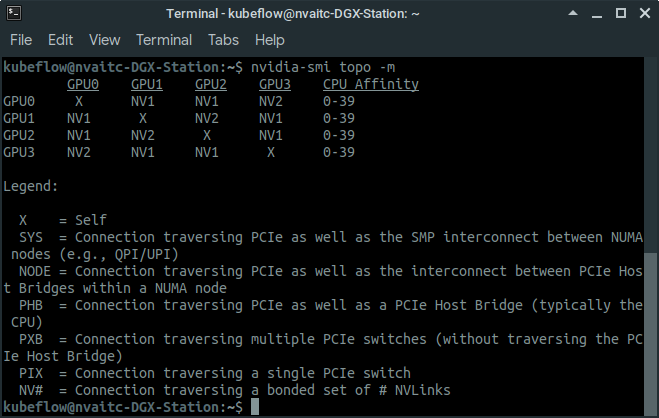 Terminal - kubeflow@nvaitc-DGX-Station: ~
File Edit View Terminal Tabs Help
kubeflow@nvaitc-DGX-Station:~$ nvidia-smi topo -m
GPU0 GPU1 GPU2 GPU3 CPU Affinity
GPU0 X NV1 NV1 NV2 0-39
GPU1 NV1 X NV2 NV1 0-39
GPU2 NV1 NV2 X NV1 0-39
GPU3 NV2 NV1 NV1 X 0-39
Legend:
X = Self
SYS = Connection traversing PCIe as well as the SMP interconnect between NUMA
nodes (e.g., QPI/UPI)
NODE = Connection traversing PCIe as well as the interconnect between PCIe Hos
t Bridges within a NUMA node
PHB = Connection traversing PCIe as well as a PCIe Host Bridge (typically the
CPU)
PXB = Connection traversing multiple PCIe switches (without traversing the PC
Ie Host Bridge)
PIX = Connection traversing a single PCIe switch
NV# = Connection traversing a bonded set of # NVLinks
kubeflow@nvaitc-DGX-Station:~$